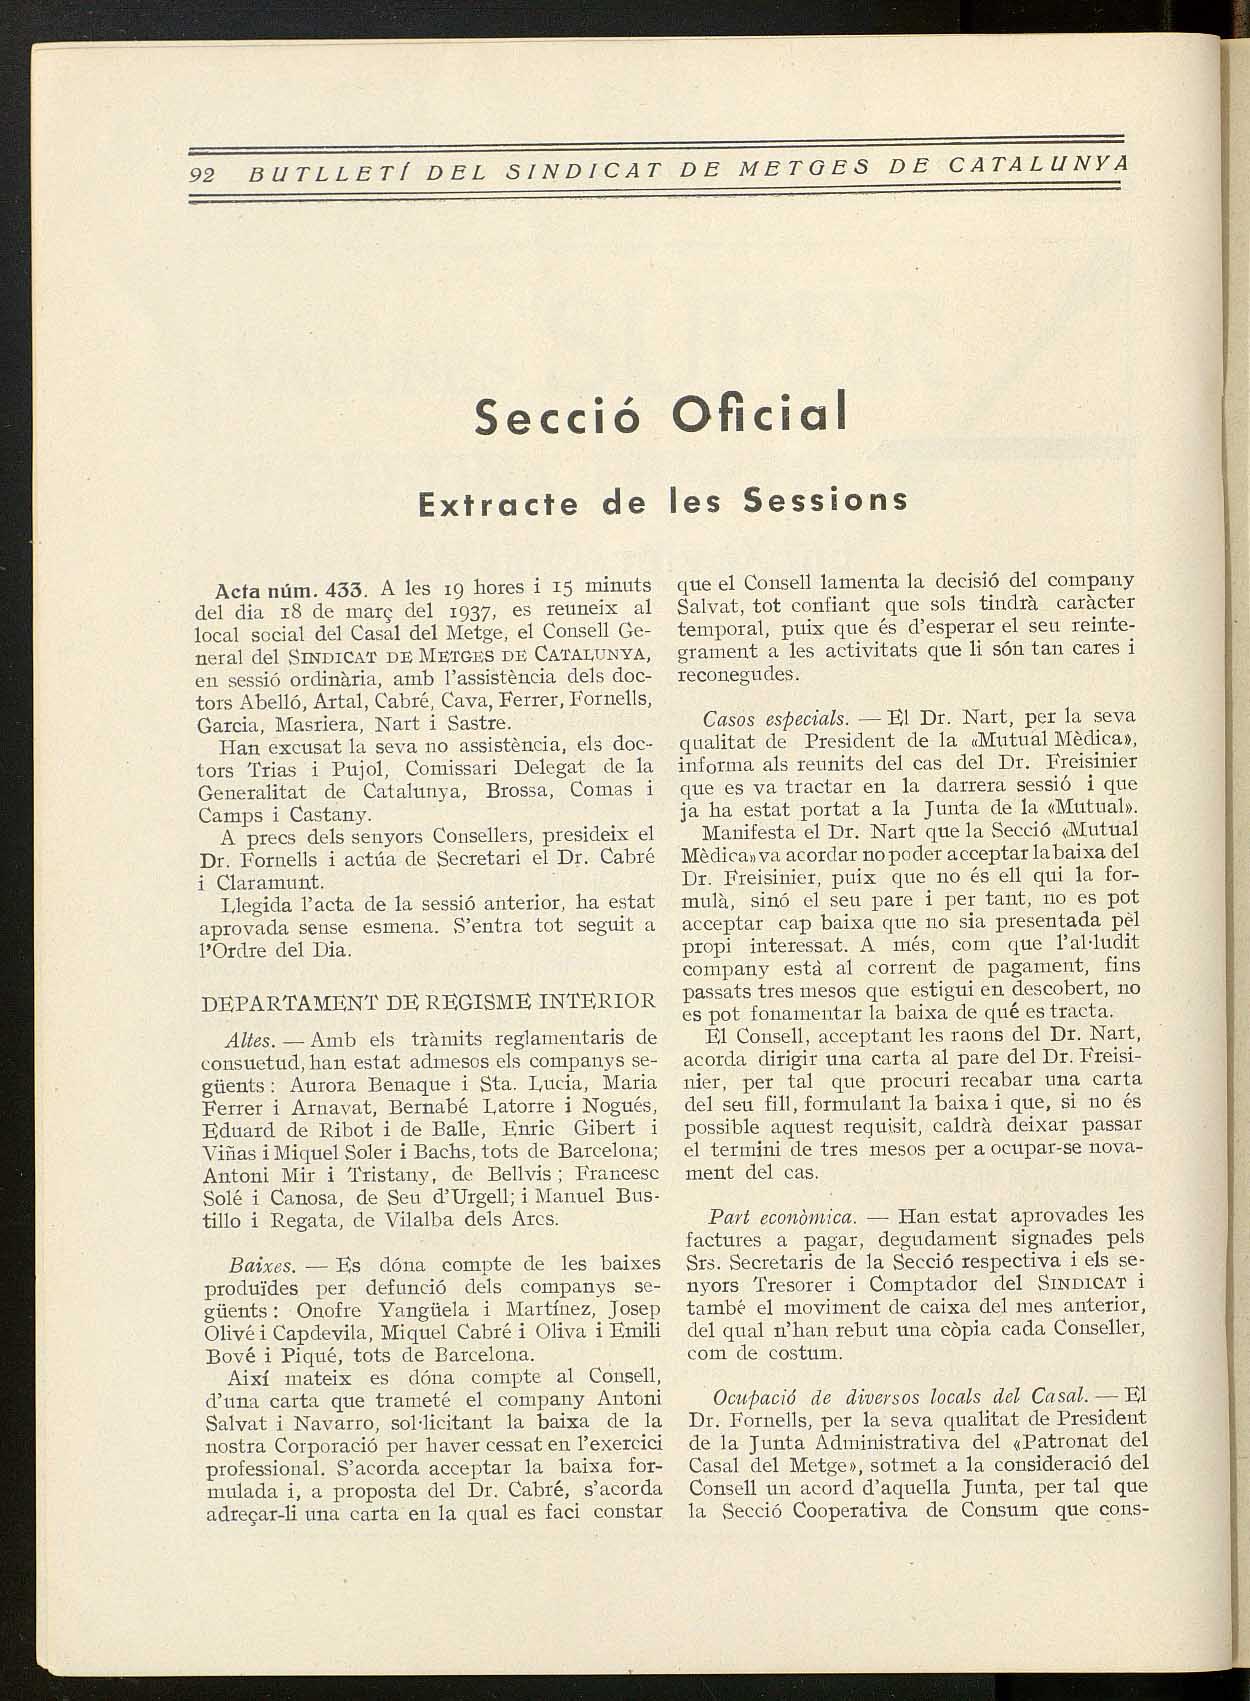 92 BUTLLETÍ DEL SINDICAT DE METGES DE CATALUNYA
Secció Oficial
Extracte de les Sessions
Acta núm. 433. A les 19 hores i 15 minuts
del dia 18 de març del 1937, es reuneix al
local social del Casal del Metge, el Consell Ge-
neral del SINDICAT DE METGES DE CATALUNYA,
en sessió ordinària, amb l'assistència dels doc-
tors Abelló, Artal, Cabré, Cava, Ferrer, Fornells,
Garcia, Masriera, Nart i Sastre.
Han excusat la seva no assistència, els doc-
tors Trias i Pujol, Comissari Delegat de la
Generalitat de Catalunya, Brossa, Comas i
Camps i Castany.
A precs dels senyors Consellers, presideix el
Dr. Fornells i actúa de Secretari el Dr. Cabré
i Claramunt.
Llegida l'acta de la sessió anterior, ha estat
aprovada sense esmena. S'entra tot seguit a
l'Ordre del Dia.
DEPARTAMENT DE REGISME INTERIOR
Altes. — Amb els tràmits reglamentaris de
consuetud, han estat admesos els companys se-
güents : Aurora Benaque i Sta. Lucia, Maria
Ferrer i Arnavat, Bernabé Latorre i Nogués,
Eduard de Ribot i de Balle, Enric Gibert i
Viñas i Miquel Soler i Bachs, tots de Barcelona;
Antoni Mir i Tristany, de Bellvis ; Francesc
Solé i Canosa, de Seu d'Urgell; i Manuel Bus-
tillo i Regata, de Vilalba dels Arcs.
Baixes. — Es dóna compte de les baixes
produïdes per defunció dels companys se-
güents : Onofre Yangüela i Martínez, Josep
Olivé i Capdevila, Miquel Cabré i Oliva i Emili
Bové i Piqué, tots de Barcelona.
Així mateix es dóna compte al Consell,
d'una carta que trameté el company Antoni
Salvat i Navarro, sol·licitant la baixa de la
nostra Corporació per haver cessat en l'exercici
professional. S'acorda acceptar la baixa for-
mulada i, a proposta del Dr. Cabré, s'acorda
adreçar-li una carta en la qual es faci constar
que el Consell lamenta la decisió del company
Salvat, tot confiant que sols tindrà caràcter
temporal, puix que és d'esperar el seu reinte-
grament a les activitats que li són tan cares i
reconegudes.
Casos especials. — El Dr. Nart, per la seva
qualitat de President de la «Mutual Mèdica»,
informa als reunits del cas del Dr. Freisinier
que es va tractar en la darrera sessió i que
ja ha estat portat a la Junta de la «Mutual».
Manifesta el Dr. Nart que la Secció «Mutual
Mèdica» va acordar no poder acceptar la baixa del
Dr. Freisinier, puix que no és ell qui la for-
mulà, sinó el seu pare i per tant, no es pot
acceptar cap baixa que no sia presentada pèl
propi interessat. A més, com que l'al·ludit
company està al corrent de pagament, fins
passats tres mesos que estigui en descobert, no
es pot fonamentar la baixa de qué es tracta.
El Consell, acceptant les raons del Dr. Nart,
acorda dirigir una carta al pare del Dr. Freisi-
nier, per tal que procuri recabar una carta
del seu fill, formulant la baixa i que, si no és
possible aquest requisit, caldrà deixar passar
el termini de tres mesos per a ocupar-se nova-
ment del cas.
Part econòmica. — Han estat aprovades les
factures a pagar, degudament signades pels
Srs. Secretaris de la Secció respectiva i els se-
nyors Tresorer i Comptador del SINDICAT i
també el moviment de caixa del mes anterior,
del qual n'han rebut una còpia cada Conseller,
com de costum.
Ocupació de diversos locals del Casal. — El
Dr. Fornells, per la seva qualitat de President
de la Junta Administrativa del «Patronat del
Casal del Metge», sotmet a la consideració del
Consell un acord d'aquella Junta, per tal que
la Secció Cooperativa de Consum que cons-